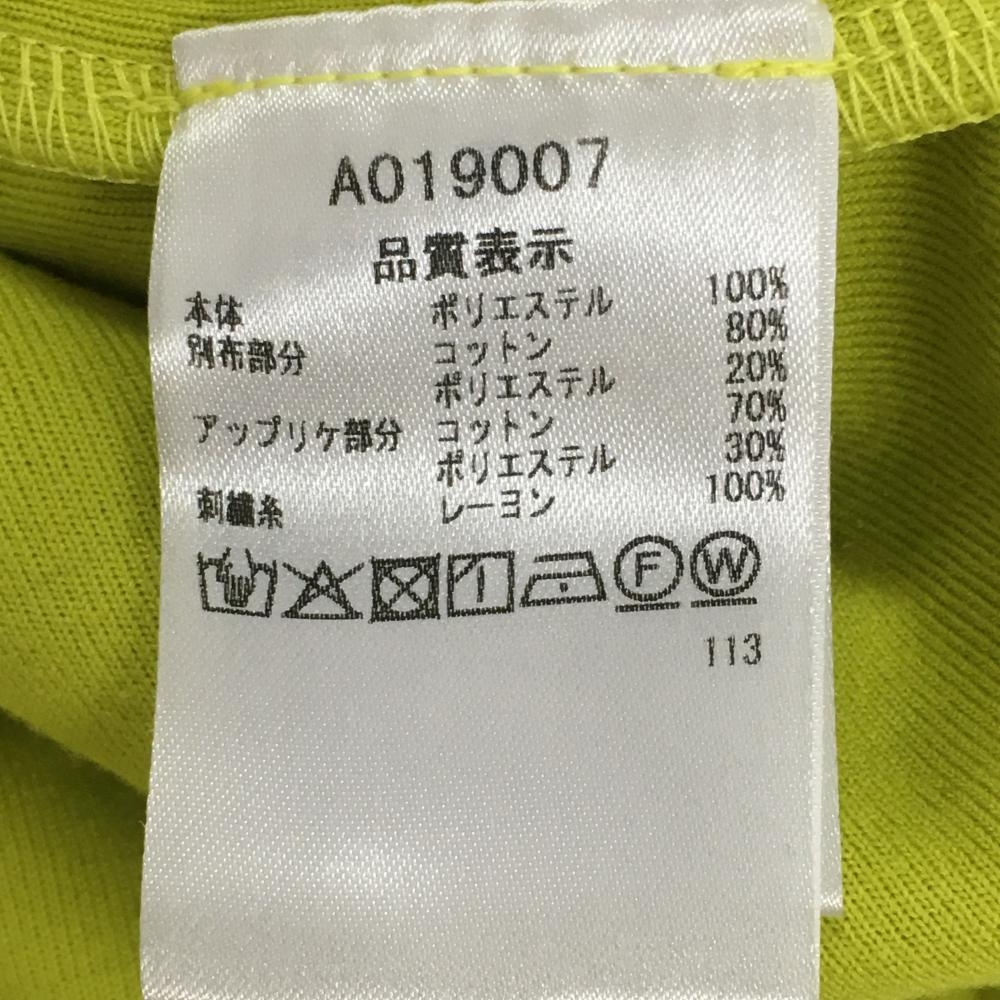 A019007
品質表示
本体 ポリエステル 100%
別布部分 コットン 80%
ポリエステル 20%
アップリケ部分 コットン 70%
ポリエステル 30%
刺繍糸 レーヨン 100%
F W
113